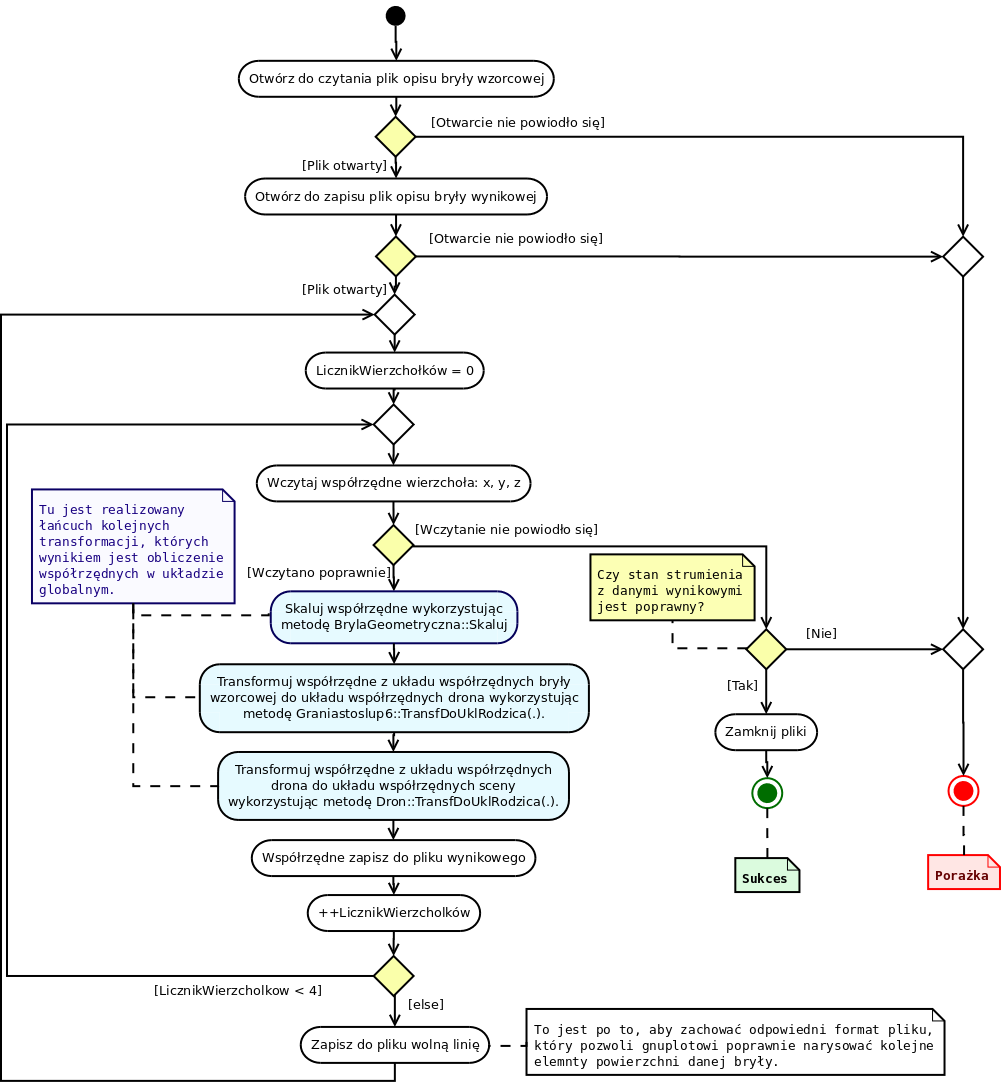 Otwórz do czytania plik opisu bryły wzorcowej
[Otwarcie nie powiodło się]
[Plik otwarty]
Otwórz do zapisu plik opisu bryły wynikowej
[Otwarcie nie powiodło się]
[Plik otwarty]
LicznikWierzchołków = 0
Wczytaj współrzędne wierzchoła: x, y, z
[Wczytanie nie powiodło się]
[Wczytano poprawnie]
Tu jest realizowany
łańcuch kolejnych
transformacji, których
wynikiem jest obliczenie
współrzędnych w układzie
globalnym.
Czy stan strumienia
z danymi wynikowymi
jest poprawny?
Skaluj współrzędne wykorzystując
metodę BrylaGeometryczna::Skaluj
[Nie]
[Tak]
Transformuj współrzedne z układu współrzędnych bryły
wzorcowej do układu współrzędnych drona wykorzystując
metodę Graniastoslup6::TransfDoUklRodzica(.).
Zamknij pliki
Transformuj współrzędne z układu współrzędnych
drona do układu współrzędnych sceny
wykorzystując metodę Dron::TransfDoUklRodzica(.).
Współrzędne zapisz do pliku wynikowego
Sukces
Porażka
++LicznikWierzcholków
[LicznikWierzcholkow < 4]
[else]
Zapisz do pliku wolną linię
To jest po to, aby zachować odpowiedni format pliku,
który pozwoli gnuplotowi poprawnie narysować kolejne
elemnty powierzchni danej bryły.